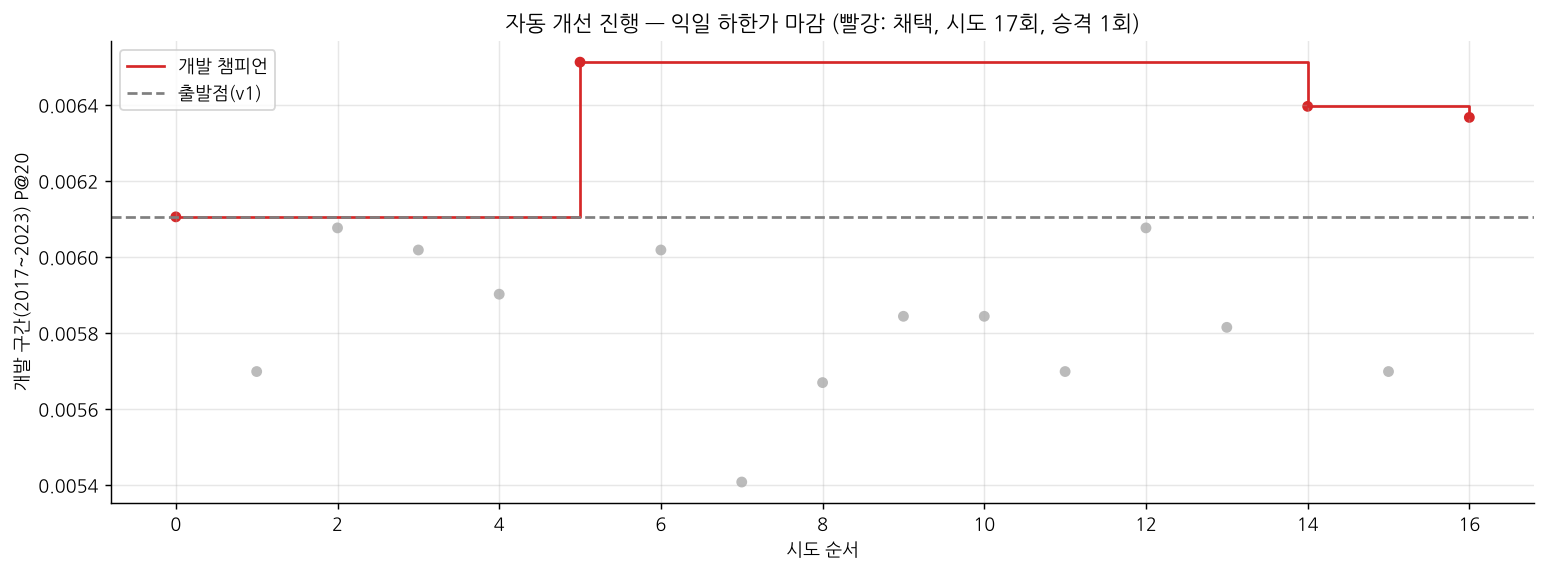 자동 개선 진행 — 익일 하한가 마감 (빨강: 채택, 시도 17회, 승격 1회)
개발 챔피언
출발점(v1)
개발 구간(2017~2023) P@20
0.0064
0.0062
0.0060
0.0058
0.0056
0.0054
0 2 4 6 8 10 12 14 16
시도 순서